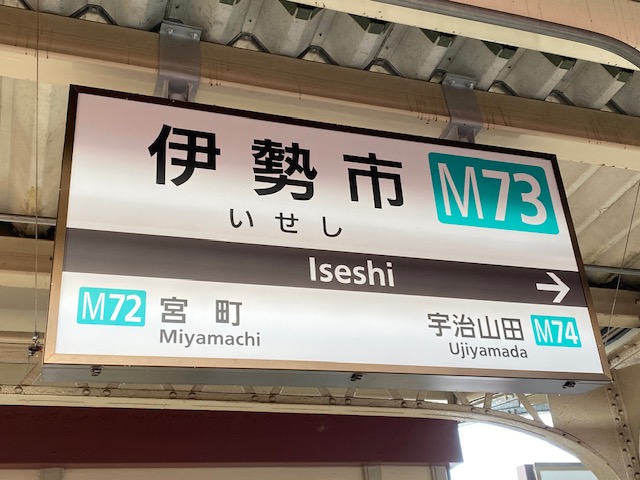 伊勢市 M73
いせし
Iseshi →
M72 宮町 宇治山田 M74
Miyamachi Ujiyamada